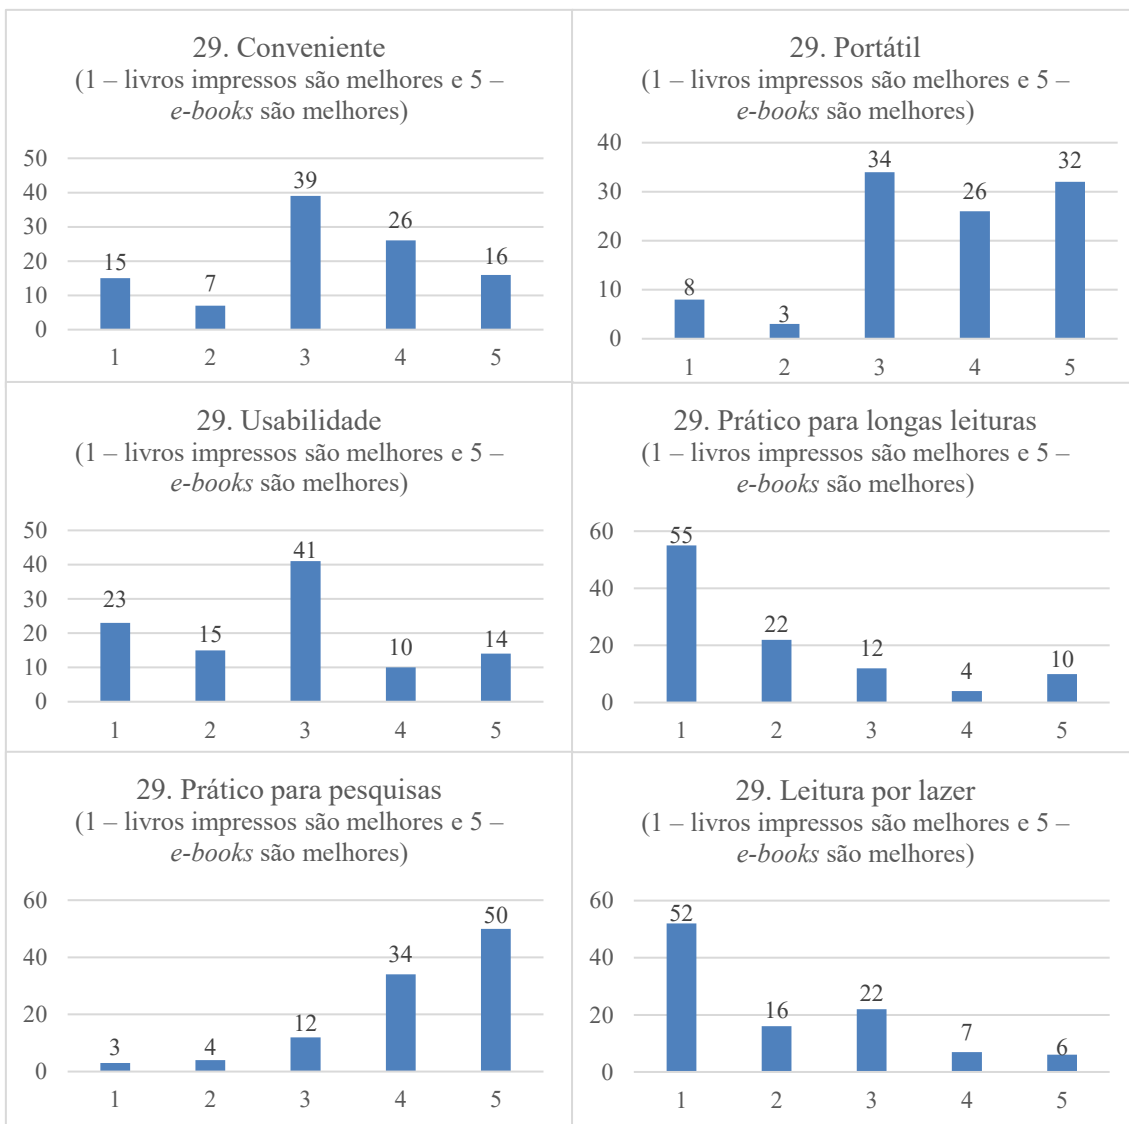 29. Conveniente
(1 – livros impressos são melhores e 5 –
e-books são melhores)
50
40
30
20
10
0
15
7
39
26
16
1 2 3 4 5
29. Portátil
(1 – livros impressos são melhores e 5 –
e-books são melhores)
40
30
20
10
0
8
3
34
26
32
1 2 3 4 5
29. Usabilidade
(1 – livros impressos são melhores e 5 –
e-books são melhores)
50
40
30
20
10
0
23
15
41
10
14
1 2 3 4 5
29. Prático para longas leituras
(1 – livros impressos são melhores e 5 –
e-books são melhores)
60
40
20
0
55
22
12
4
10
1 2 3 4 5
29. Prático para pesquisas
(1 – livros impressos são melhores e 5 –
e-books são melhores)
60
40
20
0
3
4
12
34
50
1 2 3 4 5
29. Leitura por lazer
(1 – livros impressos são melhores e 5 –
e-books são melhores)
60
40
20
0
52
16
22
7
6
1 2 3 4 5